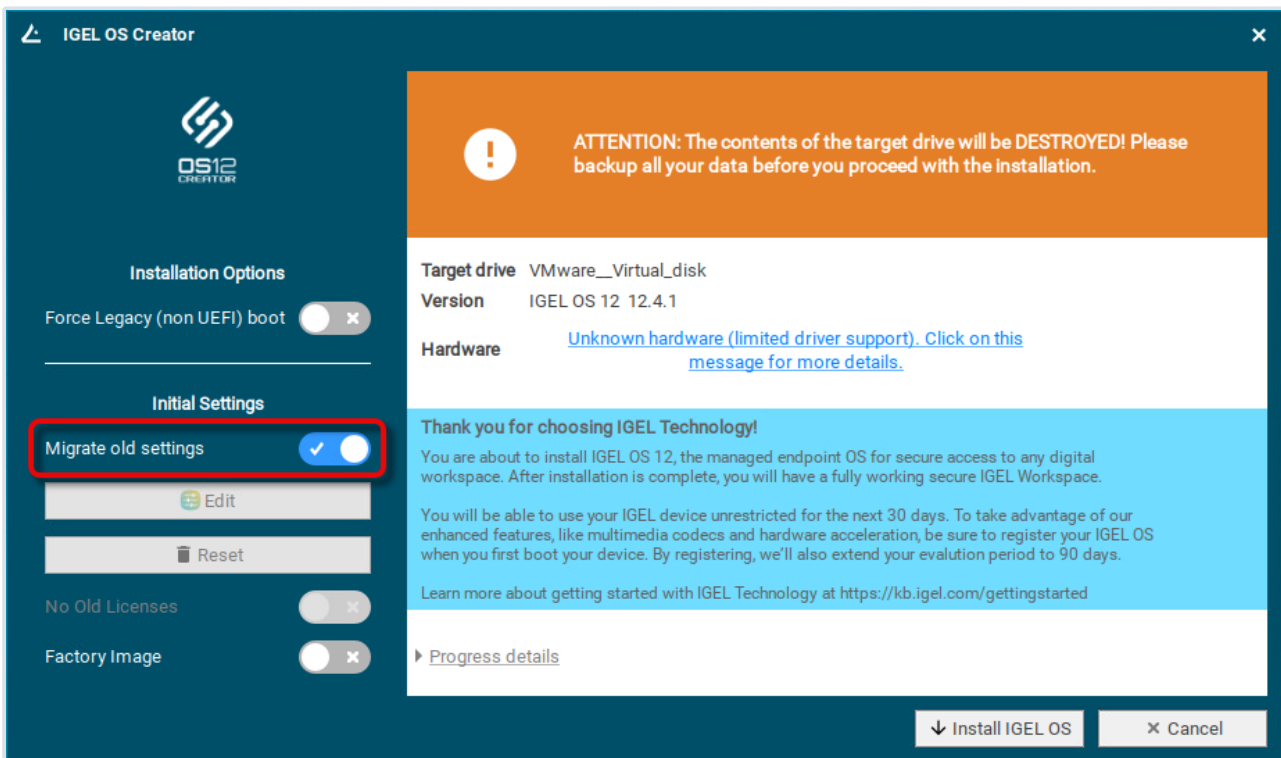 IGEL OS Creator
OS12
CREATOR
Installation Options
Force Legacy (non UEFI) boot
Initial Settings
Migrate old settings
Edit
Reset
No Old Licenses
Factory Image
ATTENTION: The contents of the target drive will be DESTROYED! Please
backup all your data before you proceed with the installation.
Target drive VMware__Virtual_disk
Version IGEL OS 12 12.4.1
Hardware Unknown hardware (limited driver support). Click on this
message for more details.
Thank you for choosing IGEL Technology!
You are about to install IGEL OS 12, the managed endpoint OS for secure access to any digital
workspace. After installation is complete, you will have a fully working secure IGEL Workspace.
You will be able to use your IGEL device unrestricted for the next 30 days. To take advantage of our
enhanced features, like multimedia codecs and hardware acceleration, be sure to register your IGEL OS
when you first boot your device. By registering, we'll also extend your evalution period to 90 days.
Learn more about getting started with IGEL Technology at https://kb.igel.com/gettingstarted
Progress details
Install IGEL OS
Cancel